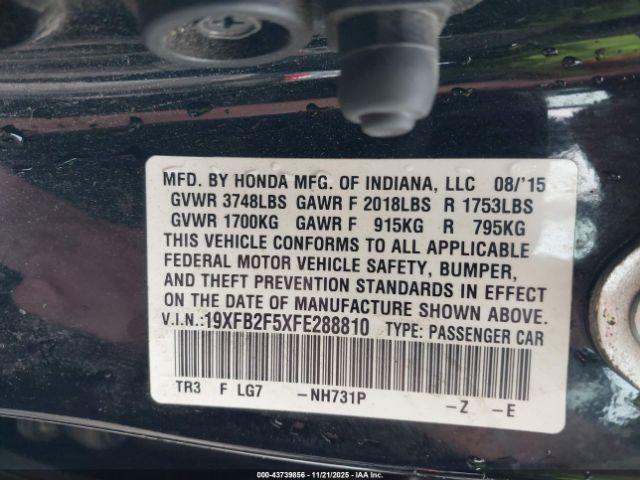 MFD. BY HONDA MFG. OF INDIANA, LLC 08/'15
GVWR 3748LBS GAWR F 2018LBS R 1753LBS
GVWR 1700KG GAWR F 915KG R 795KG
THIS VEHICLE CONFORMS TO ALL APPLICABLE
FEDERAL MOTOR VEHICLE SAFETY, BUMPER,
AND THEFT PREVENTION STANDARDS IN EFFECT
ON THE DATE OF MANUFACTURE SHOWN ABOVE.
V.I.N.:19XFB2F5XFE288810 TYPE: PASSENGER CAR
TR3 F LG7 -NH731P -Z -E
000-43739856 - 11/21/2025 - IAAI.COM